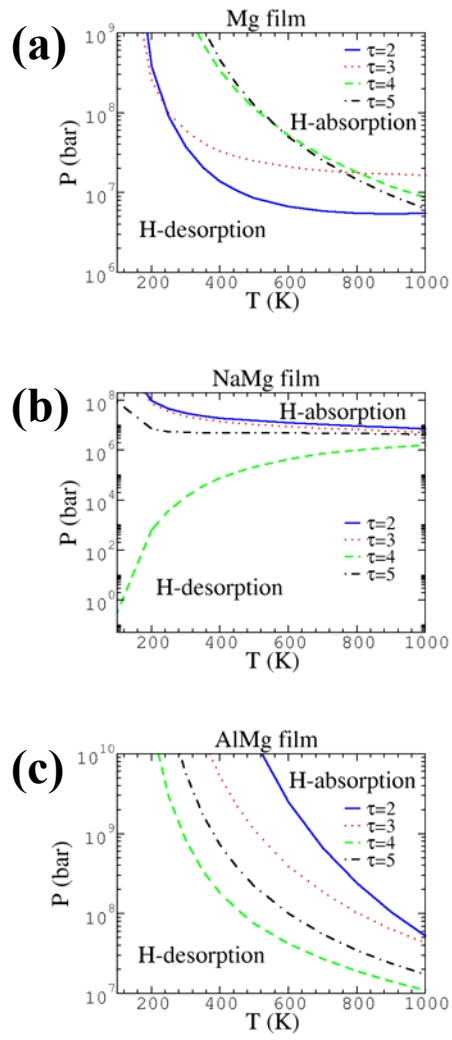 (a)
Mg film
10^9
10^8
10^7
10^6
P (bar)
τ=2
τ=3
τ=4
τ=5
H-absorption
H-desorption
200 400 600 800 1000
T (K)
(b)
NaMg film
10^8
10^6
10^4
10^2
10^0
P (bar)
H-absorption
τ=2
τ=3
τ=4
τ=5
H-desorption
200 400 600 800 1000
T (K)
(c)
AlMg film
10^10
10^9
10^8
10^7
P (bar)
H-absorption
τ=2
τ=3
τ=4
τ=5
H-desorption
200 400 600 800 1000
T (K)